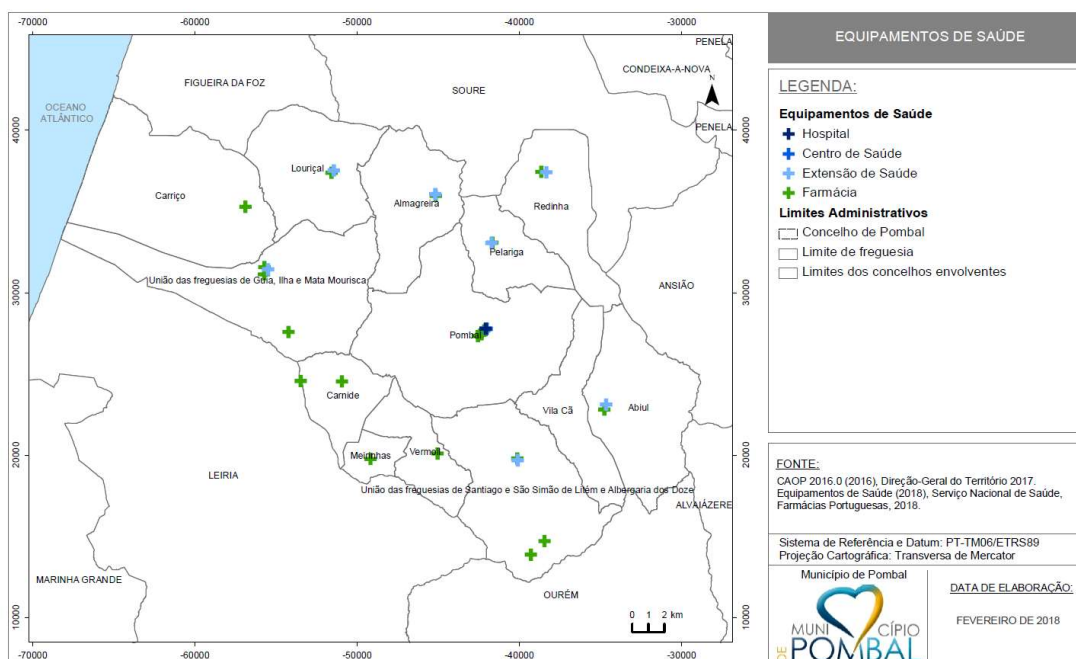 -70000 -60000 -50000 -40000 -30000
EQUIPAMENTOS DE SAÚDE
PENELA
CONDEIXA-A-NOVA
FIGUEIRA DA FOZ
SOURE
N
OCEANO
ATLÂNTICO
PENELA
40000 40000
Louriçal
Carriço
Almagreira
Redinha
Pelariga
União das freguesias de Guia, Ilha e Mata Mourisca
ANSIÃO
30000 30000
Pombal
Carnide
Vila Cã
Abiul
Meirinhas
Vermoil
20000 20000
LEIRIA
União das freguesias de Santiago e São Simão de Litém e Albergaria dos Doze
ALVAIÁZERE
MARINHA GRANDE
OURÉM
10000 10000
0 1 2 km
-70000 -60000 -50000 -40000 -30000
LEGENDA:
Equipamentos de Saúde
Hospital
Centro de Saúde
Extensão de Saúde
Farmácia
Limites Administrativos
Concelho de Pombal
Limite de freguesia
Limites dos concelhos envolventes
FONTE:
CAOP 2016.0 (2016), Direção-Geral do Território 2017.
Equipamentos de Saúde (2018), Serviço Nacional de Saúde,
Farmácias Portuguesas, 2018.
Sistema de Referência e Datum: PT-TM06/ETRS89
Projeção Cartográfica: Transversa de Mercator
Município de Pombal
MUNICÍPIO
DE POMBAL
DATA DE ELABORAÇÃO:
FEVEREIRO DE 2018